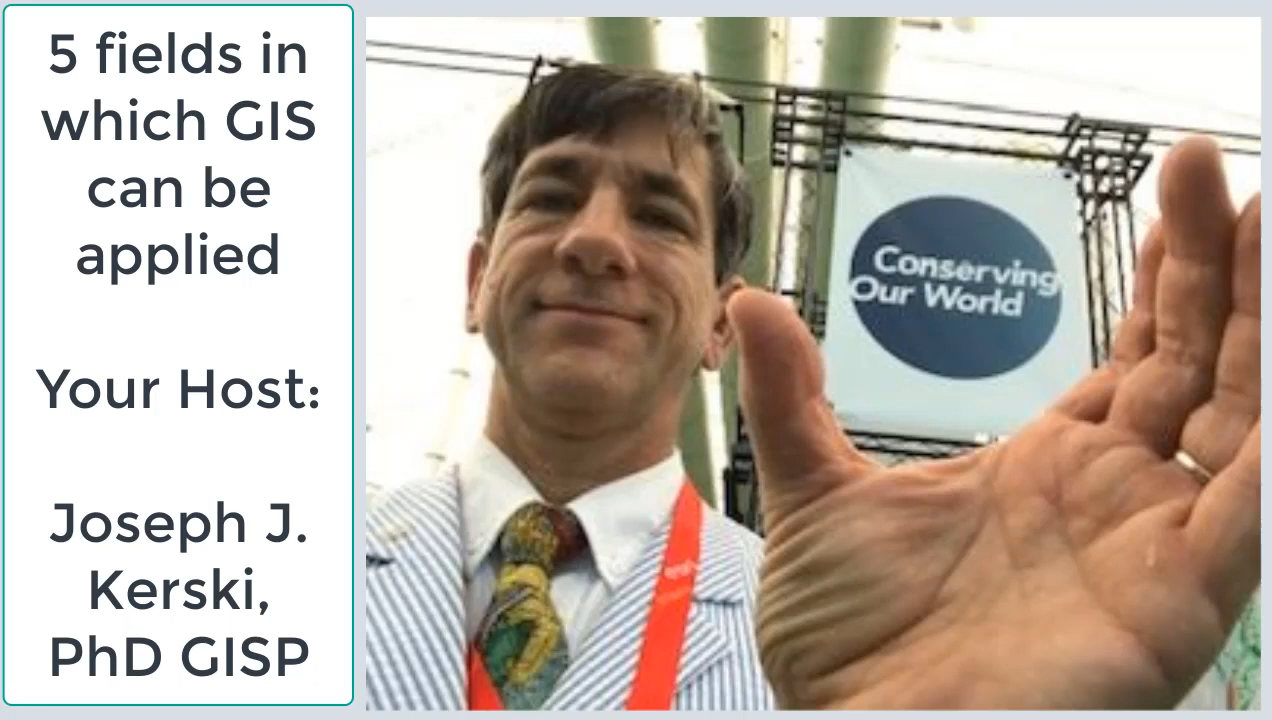 5 fields in
which GIS
can be
applied
Your Host:
Joseph J.
Kerski,
PhD GISP
Conserving
Our World